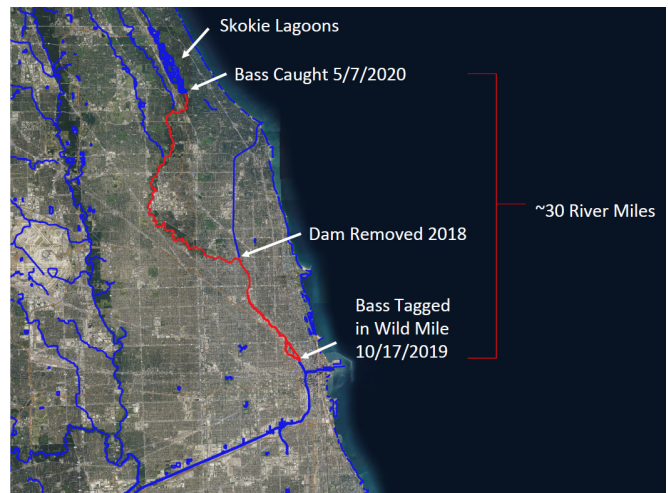 Skokie Lagoons
Bass Caught 5/7/2020
~30 River Miles
Dam Removed 2018
Bass Tagged
in Wild Mile
10/17/2019